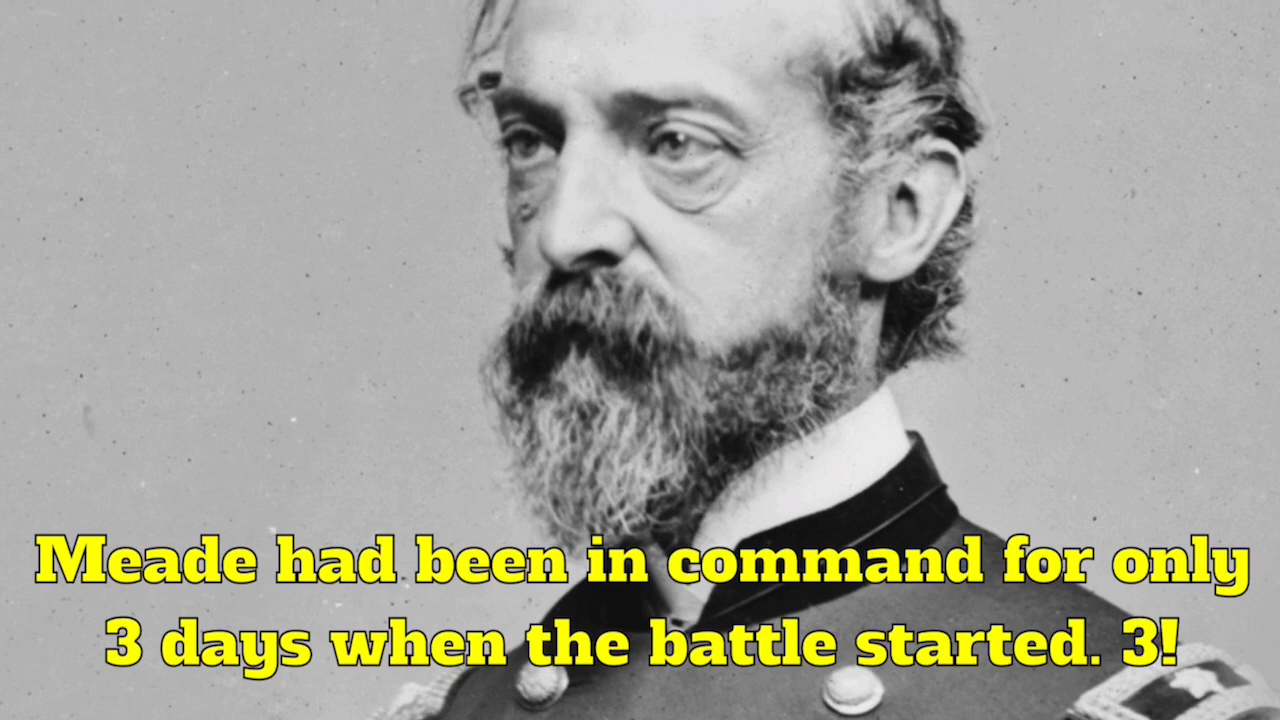 Meade had been in command for only
3 days when the battle started. 3!